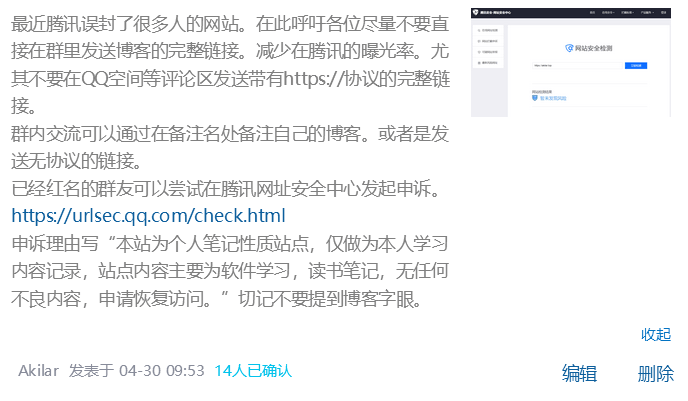 最近腾讯误封了很多人的网站。在此呼吁各位尽量不要直
接在群里发送博客的完整链接。减少在腾讯的曝光率。尤
其不要在QQ空间等评论区发送带有https://协议的完整链
接。
群内交流可以通过在备注名处备注自己的博客。或者是发
送无协议的链接。
已经红名的群友可以尝试在腾讯网址安全中心发起申诉。
https://urlsec.qq.com/check.html
申诉理由写“本站为个人笔记性质站点，仅做为本人学习
内容记录，站点内容主要为软件学习，读书笔记，无任何
不良内容，申请恢复访问。”切记不要提到博客字眼。
网站安全检测
收起
Akilar 发表于 04-30 09:53 14人已确认
编辑 删除